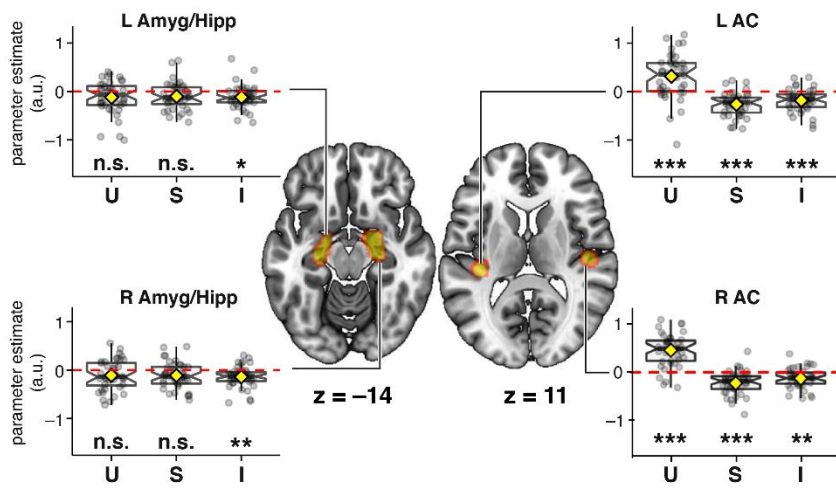 L Amyg/Hipp
parameter estimate
(a.u.)
1
0
−1
n.s. n.s. *
U S I
L AC
1
0
−1
*** *** ***
U S I
R Amyg/Hipp
parameter estimate
(a.u.)
1
0
−1
n.s. n.s. **
U S I
z = −14
z = 11
R AC
1
0
−1
*** *** **
U S I